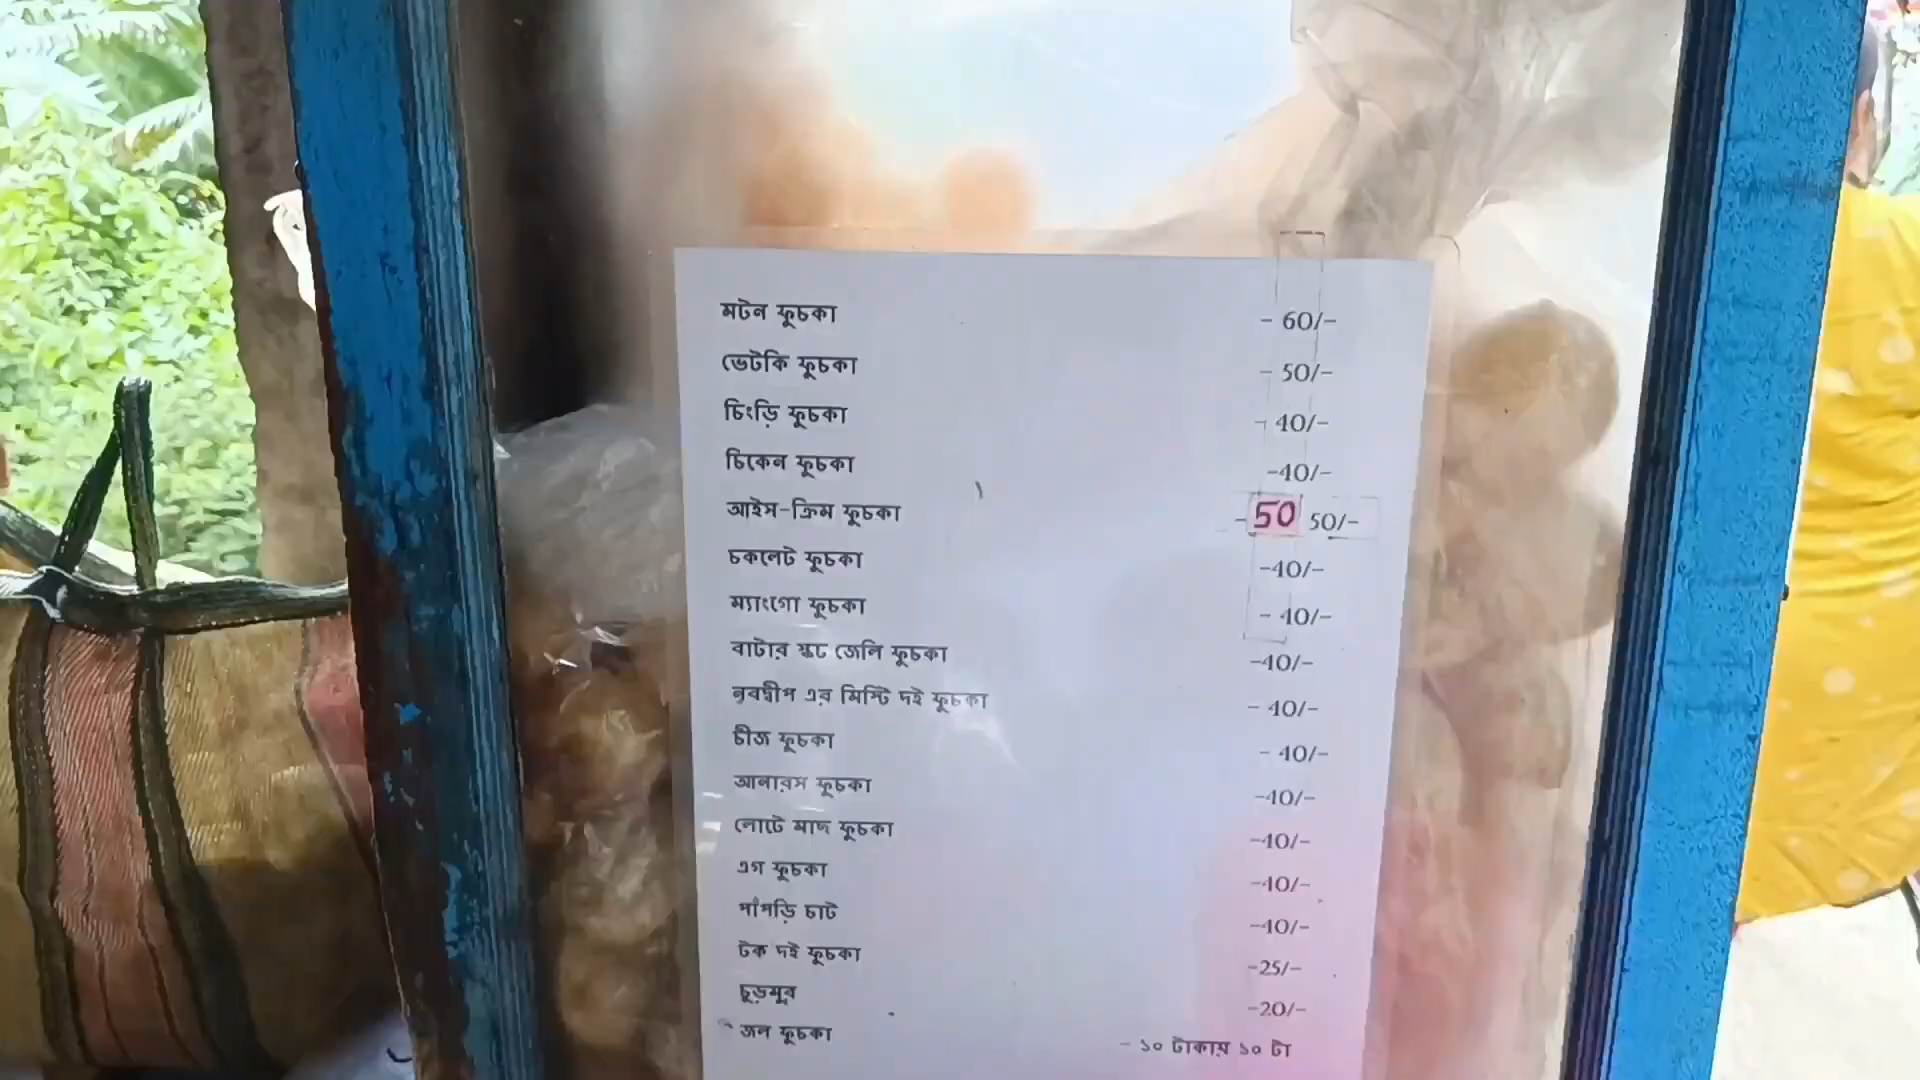 মটন ফুচকা - 60/-
ভেটকি ফুচকা - 50/-
চিংড়ি ফুচকা - 40/-
চিকেন ফুচকা -40/-
আইস-ক্রিম ফুচকা - 50 50/-
চকলেট ফুচকা -40/-
ম্যাংগো ফুচকা - 40/-
বাটার স্কচ জেলি ফুচকা -40/-
নবদ্বীপ এর মিস্টি দই ফুচকা - 40/-
চীজ ফুচকা - 40/-
আনারস ফুচকা -40/-
লোটে মাছ ফুচকা -40/-
এগ ফুচকা -40/-
পাঁপড়ি চাট -40/-
টক দই ফুচকা -25/-
চুড়মুর -20/-
জল ফুচকা - ১০ টাকায় ১০ টা